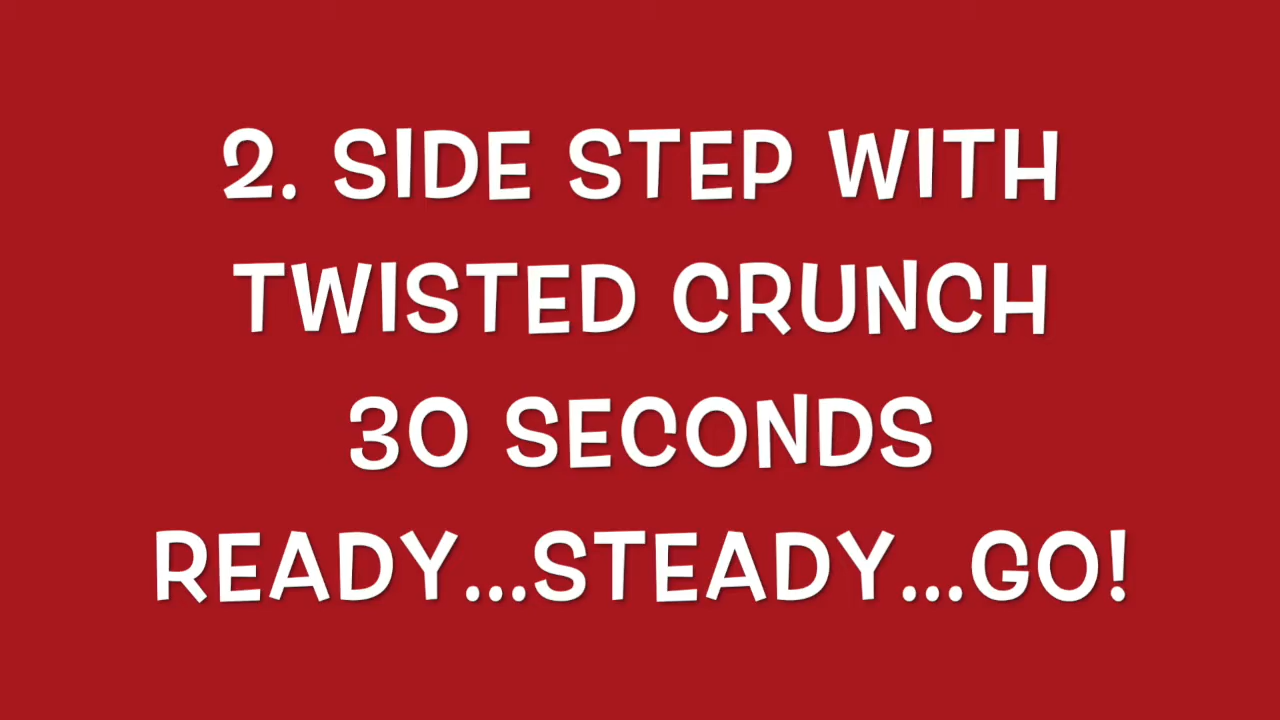 2. SIDE STEP WITH
TWISTED CRUNCH
30 SECONDS
READY...STEADY...GO!